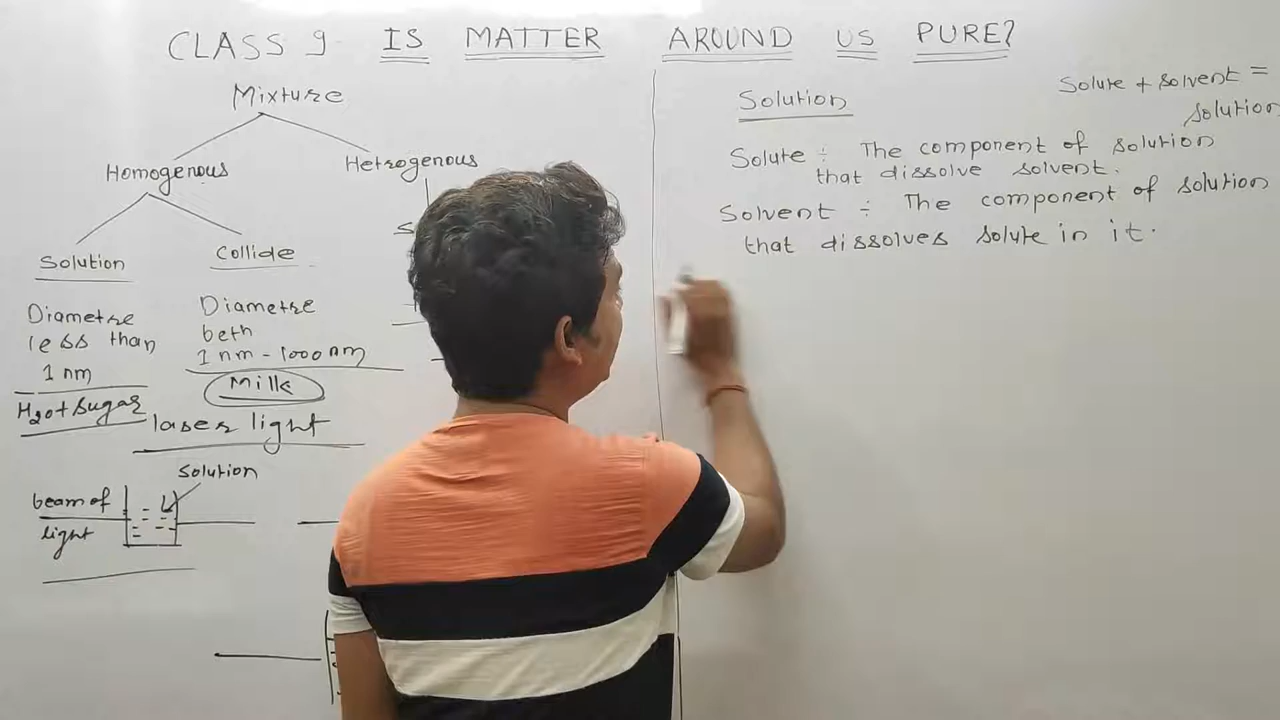 CLASS 9 IS MATTER AROUND US PURE?
Mixture
Homogenous
Hetrogenous
Solution
Collide
Diametre
less than
1 nm
H2O+Sugar
Diametre
beth
1 nm - 1000 nm
Milk
laser light
solution
beam of
light
Solution
Solute + solvent =
solution
Solute : The component of solution
that dissolve solvent.
Solvent : The component of solution
that dissolves solute in it.